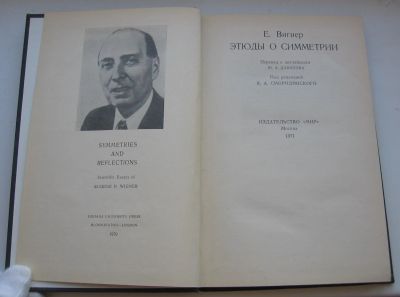 SYMMETRIES
AND
REFLECTIONS
Scientific Essays of
EUGENE P. WIGNER
INDIANA UNIVERSITY PRESS
BLOOMINGTON—LONDON
1970
Е. Вигнер
ЭТЮДЫ О СИММЕТРИИ
Перевод с английского
Ю. А. ДАНИЛОВА
Под редакцией
Я. А. СМОРОДИНСКОГО
ИЗДАТЕЛЬСТВО «МИР»
Москва
1971